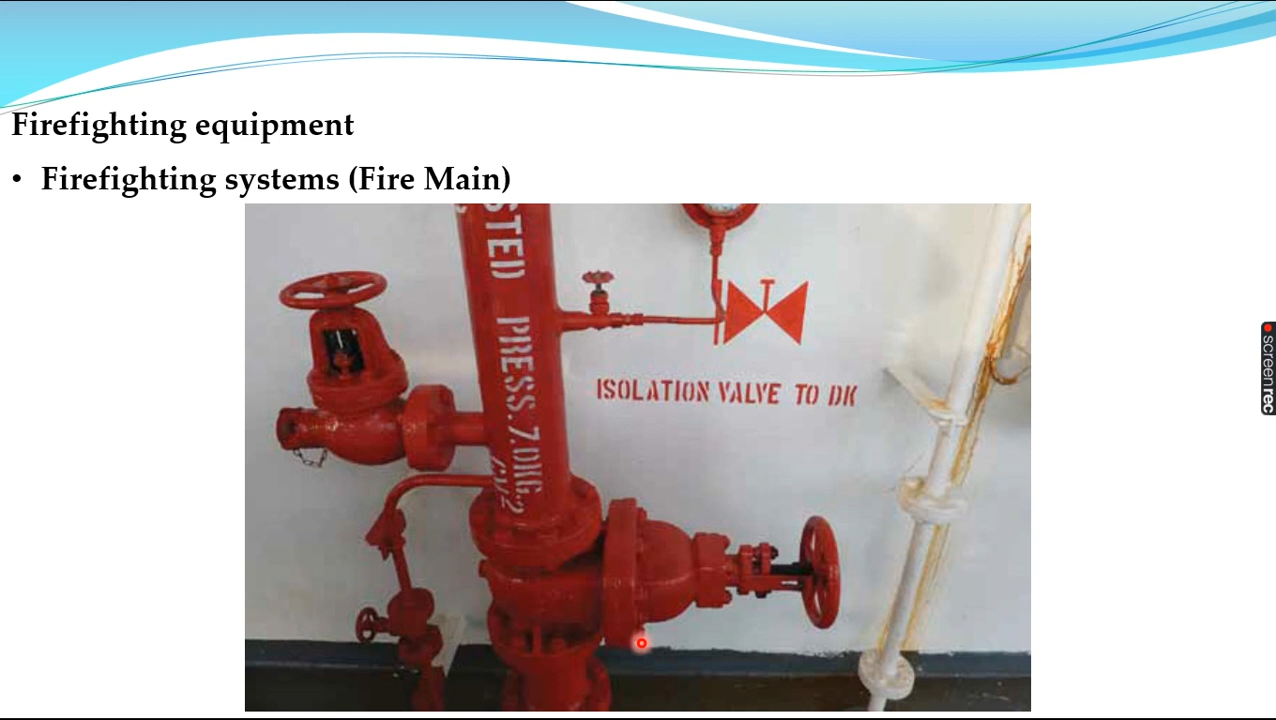 Firefighting equipment
• Firefighting systems (Fire Main)
STED PRESS.7.0KG.
ISOLATION VALVE TO DK
screenrec